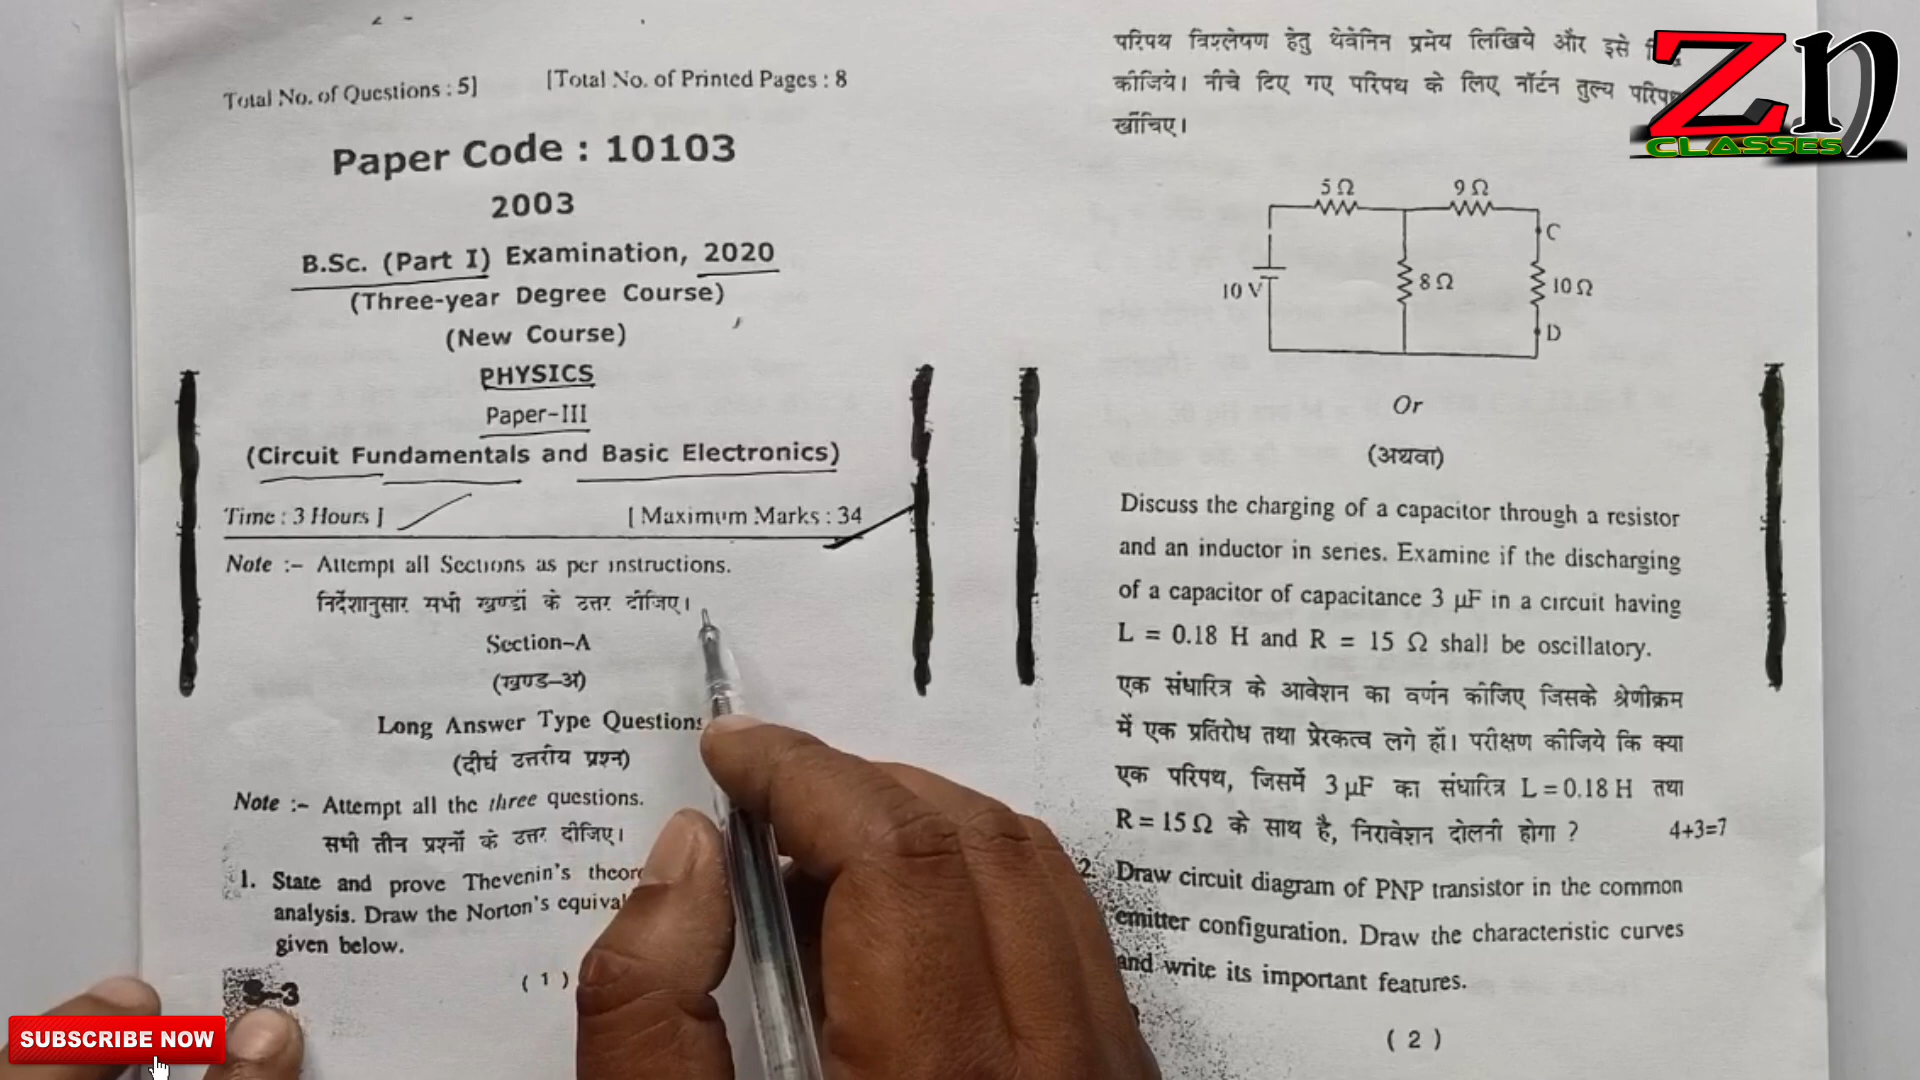 Total No. of Questions : 5] [Total No. of Printed Pages : 8
Paper Code : 10103
2003
B.Sc. (Part I) Examination, 2020
(Three-year Degree Course)
(New Course)
PHYSICS
Paper-III
(Circuit Fundamentals and Basic Electronics)
Time : 3 Hours ] [ Maximum Marks : 34
Note :- Attempt all Sections as per instructions.
निर्देशानुसार सभी खण्डों के उत्तर दीजिए।
Section-A
(खण्ड-अ)
Long Answer Type Questions
(दीर्घ उत्तरीय प्रश्न)
Note :- Attempt all the three questions.
सभी तीन प्रश्नों के उत्तर दीजिए।
1. State and prove Thevenin's
analysis. Draw the Norton's
given below.
( 1 )
S-3
SUBSCRIBE NOW
परिपथ विश्लेषण हेतु थेवेनिन प्रमेय लिखिये और इसे
कीजिये। नीचे दिए गए परिपथ के लिए नॉर्टन तुल्य परिपथ
खींचिए।
Zn
CLASSES
5 Ω 9 Ω
C
8 Ω 10 Ω
10 V
D
Or
(अथवा)
Discuss the charging of a capacitor through a resistor
and an inductor in series. Examine if the discharging
of a capacitor of capacitance 3 μF in a circuit having
L = 0.18 H and R = 15 Ω shall be oscillatory.
एक संधारित्र के आवेशन का वर्णन कीजिए जिसके श्रेणीक्रम
में एक प्रतिरोध तथा प्रेरकत्व लगे हों। परीक्षण कीजिये कि क्या
एक परिपथ, जिसमें 3 μF का संधारित्र L = 0.18 H तथा
R = 15 Ω के साथ है, निरावेशन दोलनी होगा ? 4+3=7
2. Draw circuit diagram of PNP transistor in the common
emitter configuration. Draw the characteristic curves
and write its important features.
( 2 )